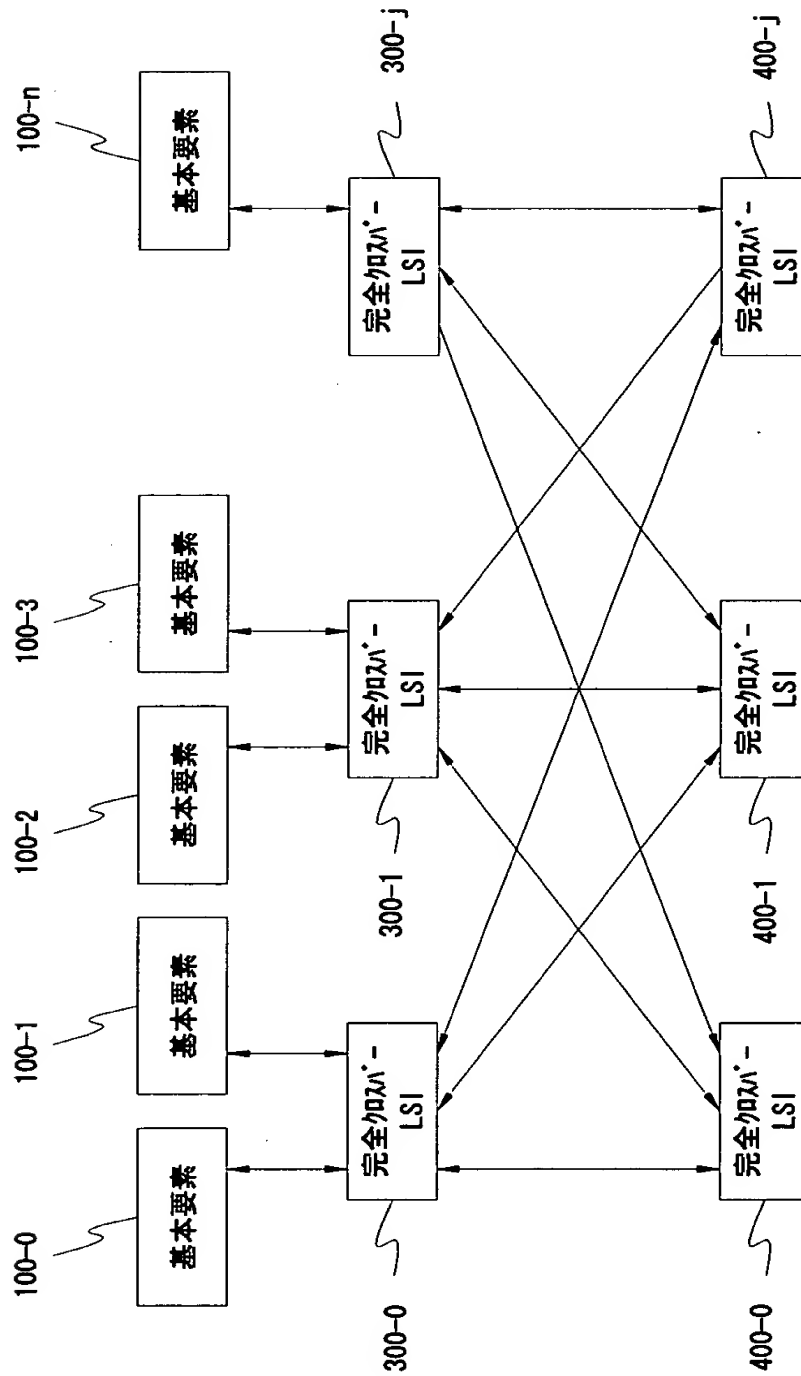 100-0
100-1
100-2
100-3
100-n
基本要素
基本要素
基本要素
基本要素
基本要素
300-0
完全クロスバー
LSI
300-1
完全クロスバー
LSI
300-j
完全クロスバー
LSI
400-0
完全クロスバー
LSI
400-1
完全クロスバー
LSI
400-j
完全クロスバー
LSI